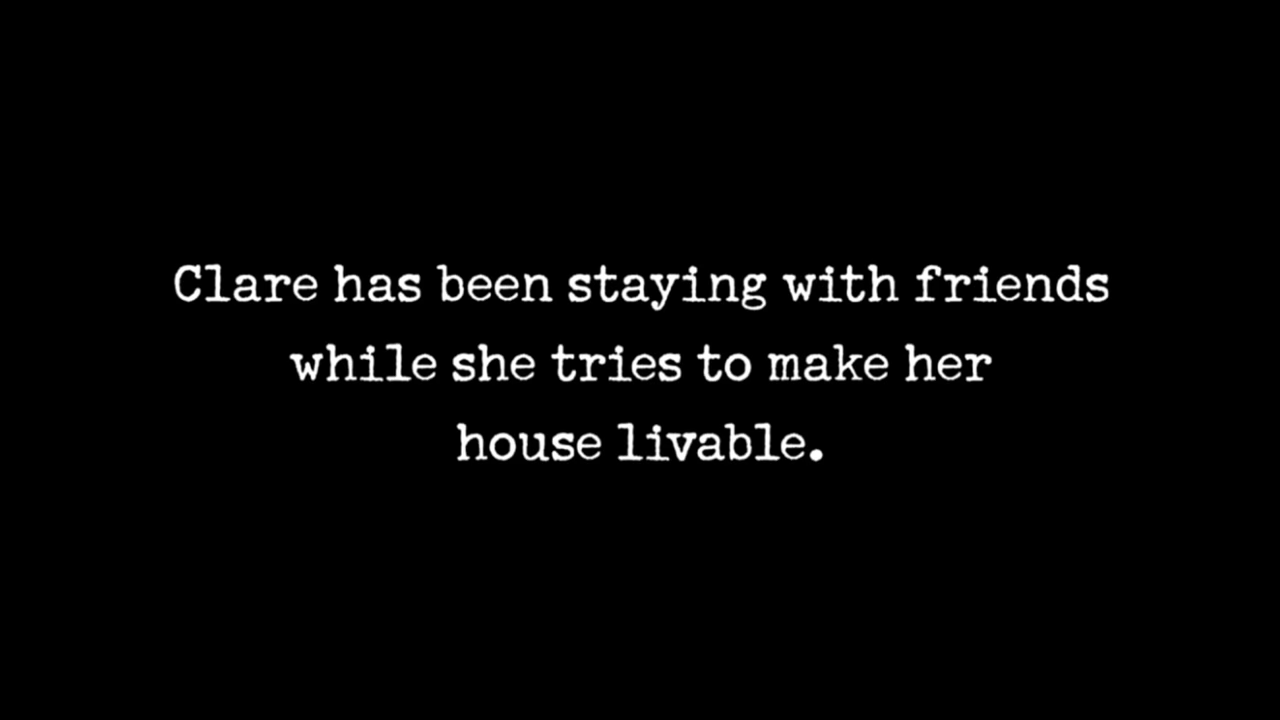 Clare has been staying with friends
while she tries to make her
house livable.